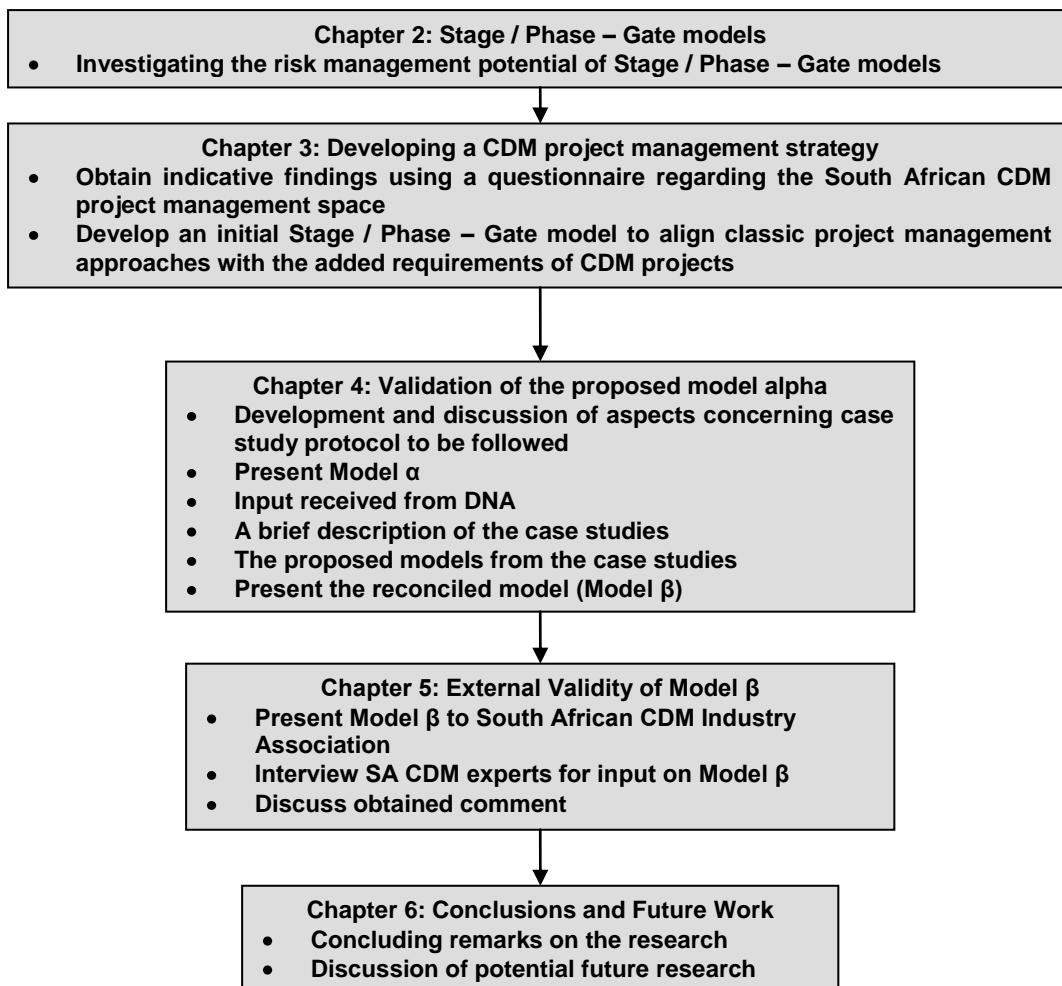 Chapter 2: Stage / Phase – Gate models
• Investigating the risk management potential of Stage / Phase – Gate models
Chapter 3: Developing a CDM project management strategy
• Obtain indicative findings using a questionnaire regarding the South African CDM
project management space
• Develop an initial Stage / Phase – Gate model to align classic project management
approaches with the added requirements of CDM projects
Chapter 4: Validation of the proposed model alpha
• Development and discussion of aspects concerning case
study protocol to be followed
• Present Model α
• Input received from DNA
• A brief description of the case studies
• The proposed models from the case studies
• Present the reconciled model (Model β)
Chapter 5: External Validity of Model β
• Present Model β to South African CDM Industry
Association
• Interview SA CDM experts for input on Model β
• Discuss obtained comment
Chapter 6: Conclusions and Future Work
• Concluding remarks on the research
• Discussion of potential future research